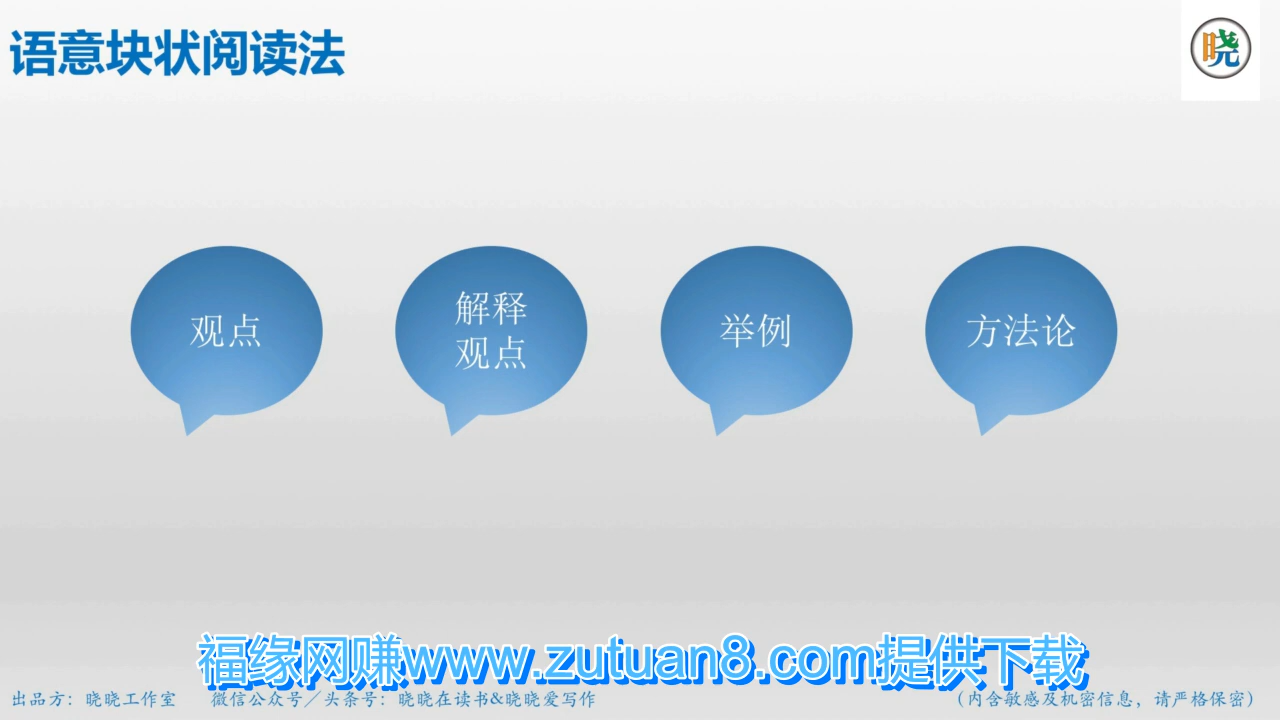 语意块状阅读法
晓
观点
解释
观点
举例
方法论
福缘网赚www.zutuan8.com提供下载
出品方：晓晓工作室 微信公众号／头条号：晓晓在读书&晓晓爱写作 （内含敏感及机密信息，请严格保密）